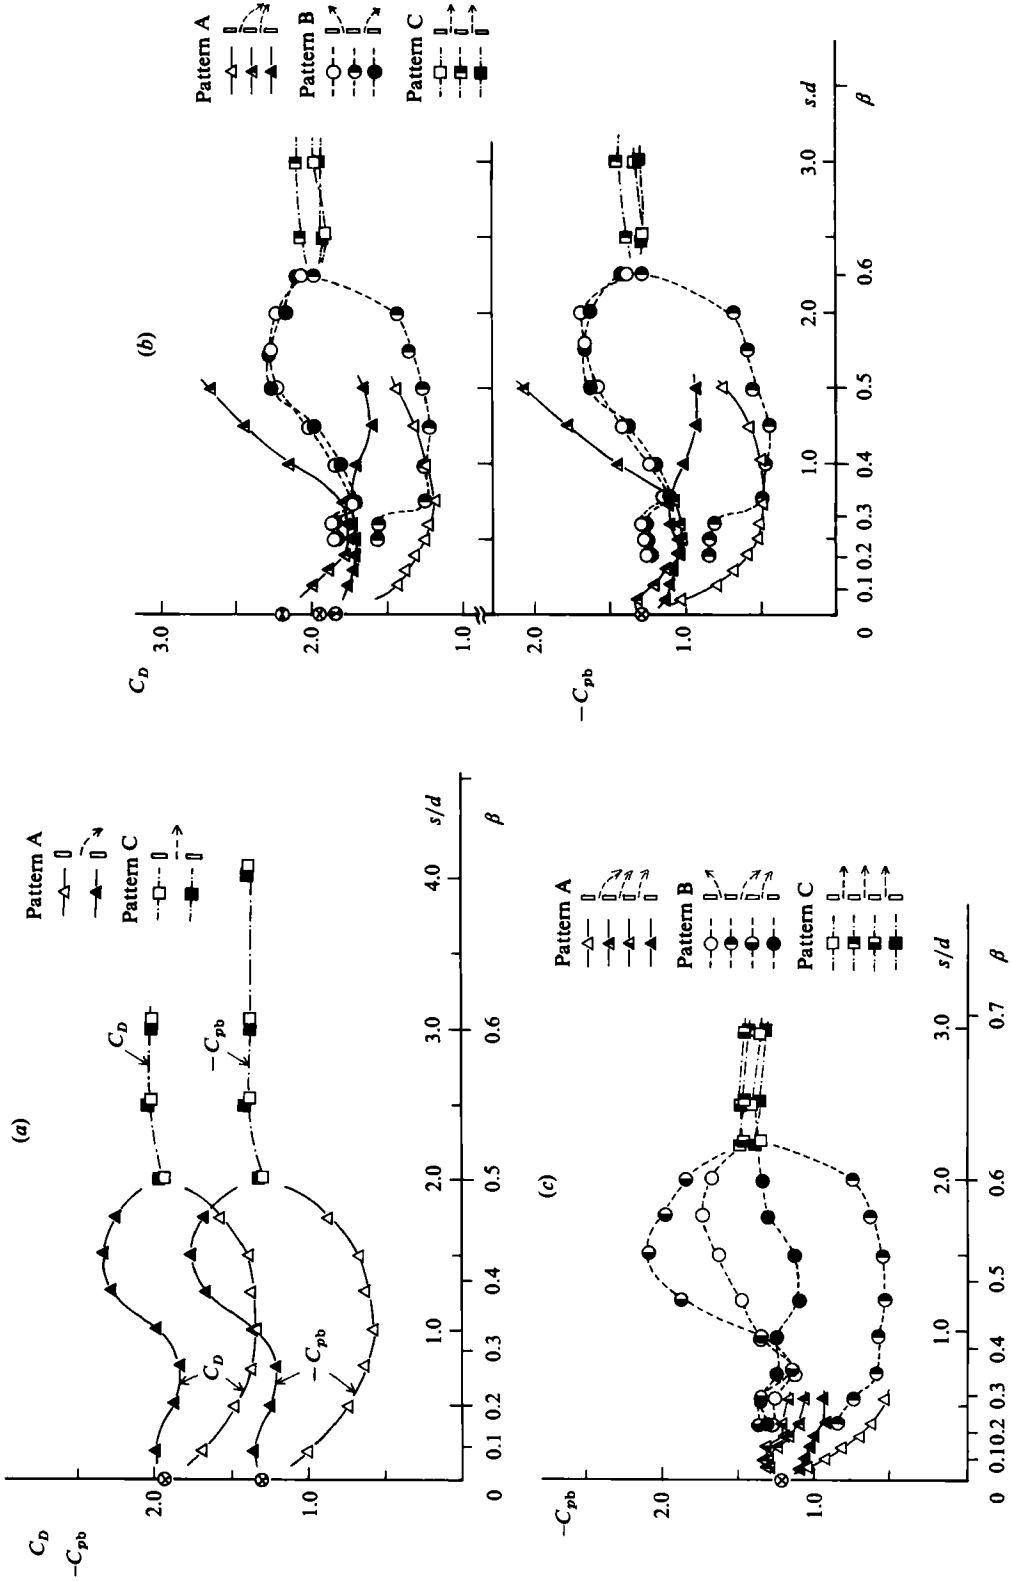 (a)
C_D
−C_pb
2.0
1.0
0
0.1
0.2
0.3
0.4
0.5
0.6
β
1.0
2.0
3.0
4.0
s/d
C_D
−C_pb
C_D
−C_pb
Pattern A
Pattern C
(b)
C_D
3.0
2.0
1.0
−C_pb
2.0
1.0
0
0.1 0.2 0.3 0.4 0.5 0.6
β
1.0 2.0 3.0
s.d
Pattern A
Pattern B
Pattern C
(c)
−C_pb
2.0
1.0
0
0.1 0.2 0.3 0.4 0.5 0.6 0.7
β
1.0 2.0 3.0
s/d
Pattern A
Pattern B
Pattern C